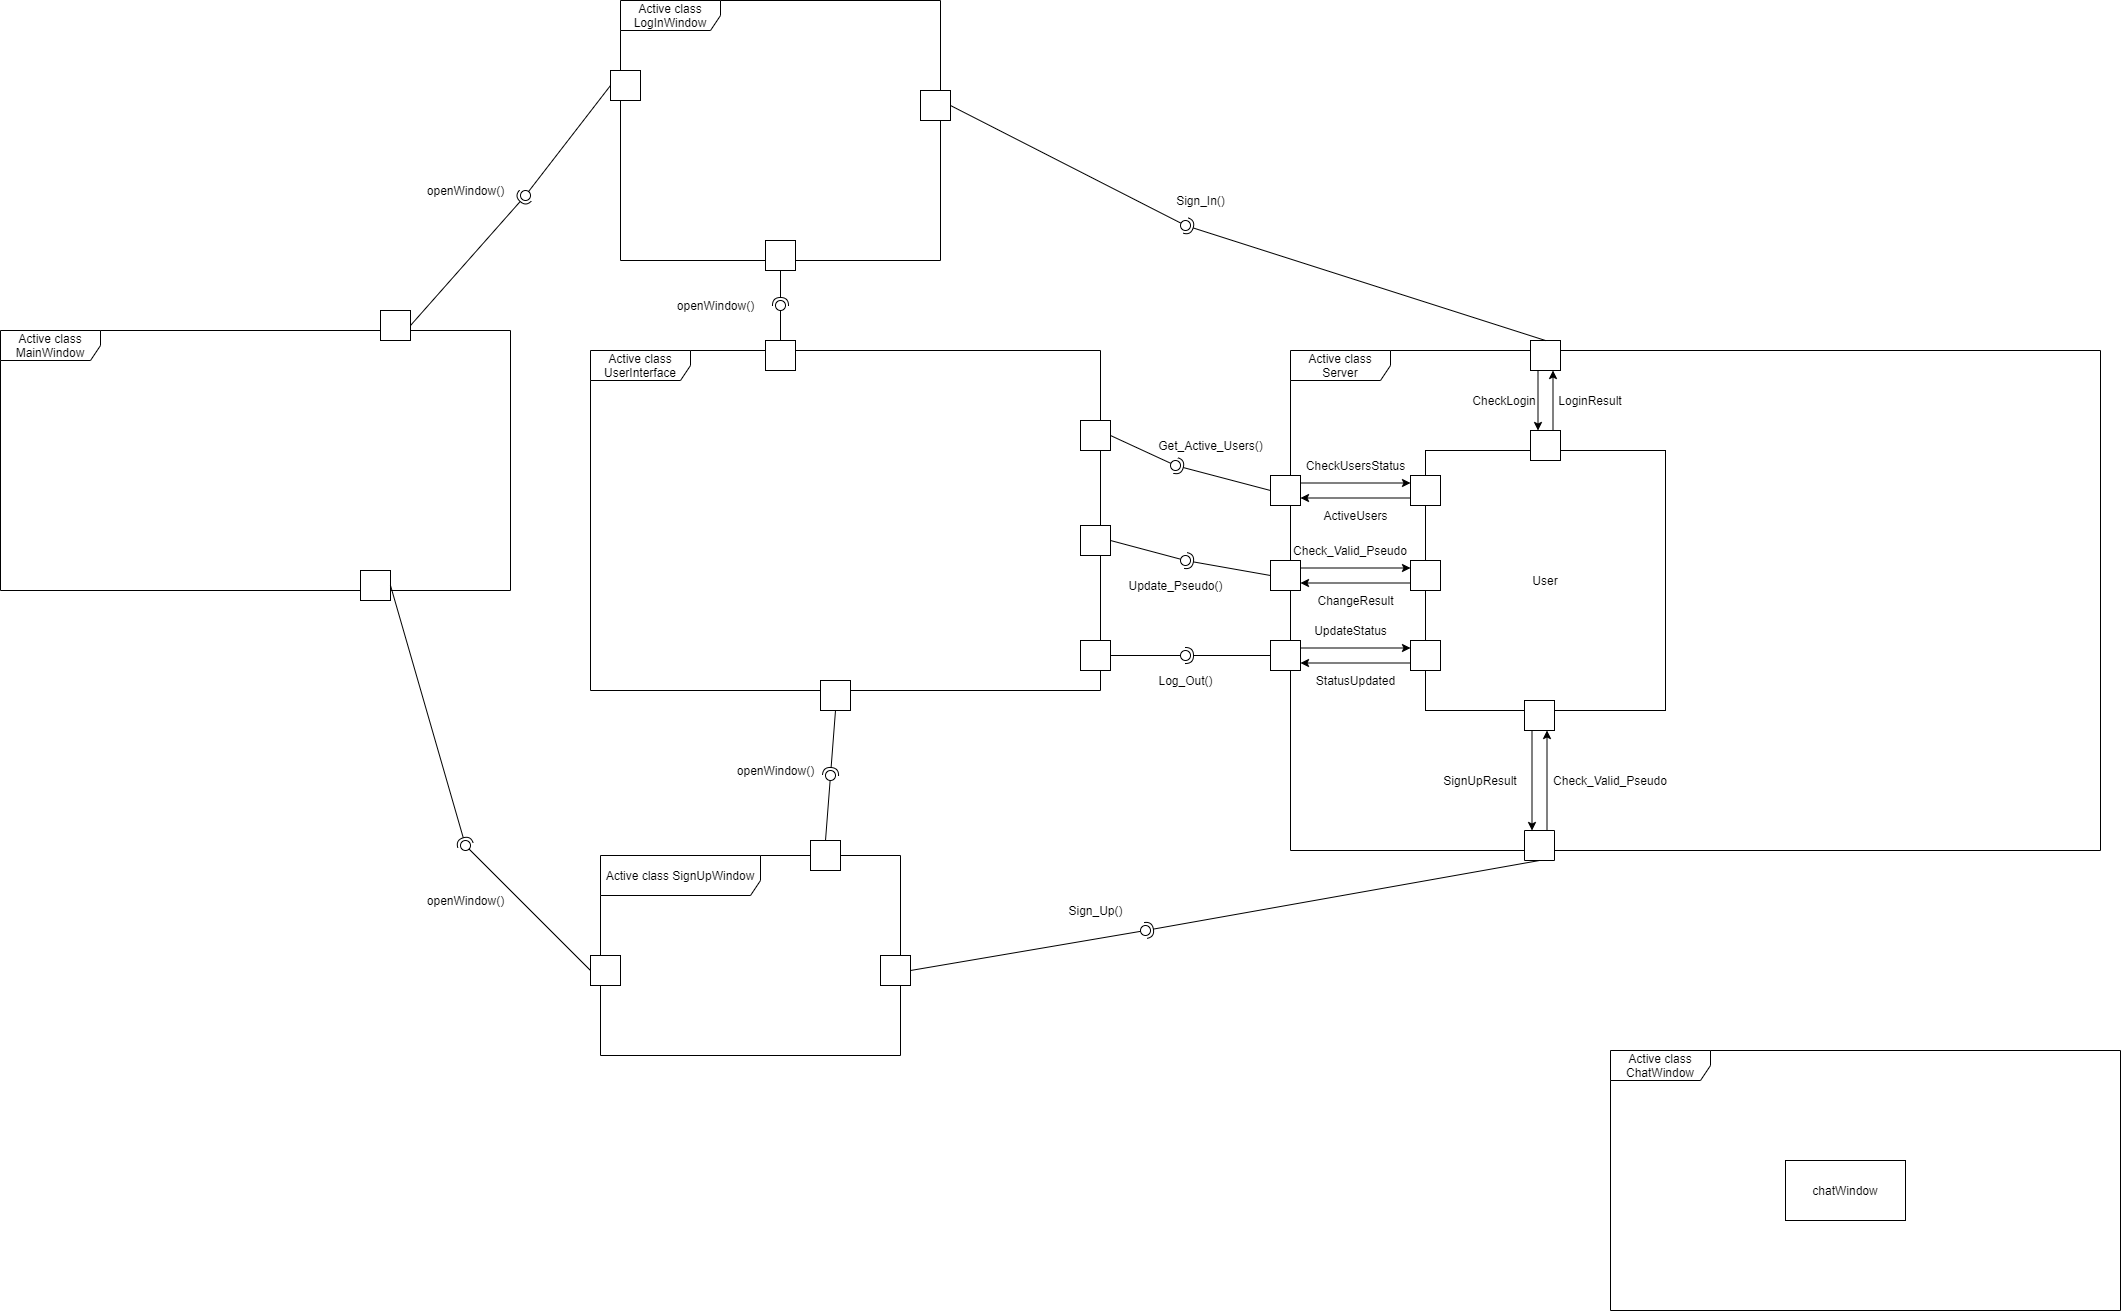 Active class
LogInWindow
openWindow()
Sign_In()
openWindow()
Active class
MainWindow
Active class
UserInterface
Active class
Server
CheckLogin
LoginResult
Get_Active_Users()
CheckUsersStatus
ActiveUsers
Check_Valid_Pseudo
Update_Pseudo()
User
ChangeResult
UpdateStatus
Log_Out()
StatusUpdated
openWindow()
SignUpResult
Check_Valid_Pseudo
Active class SignUpWindow
openWindow()
Sign_Up()
Active class
ChatWindow
chatWindow